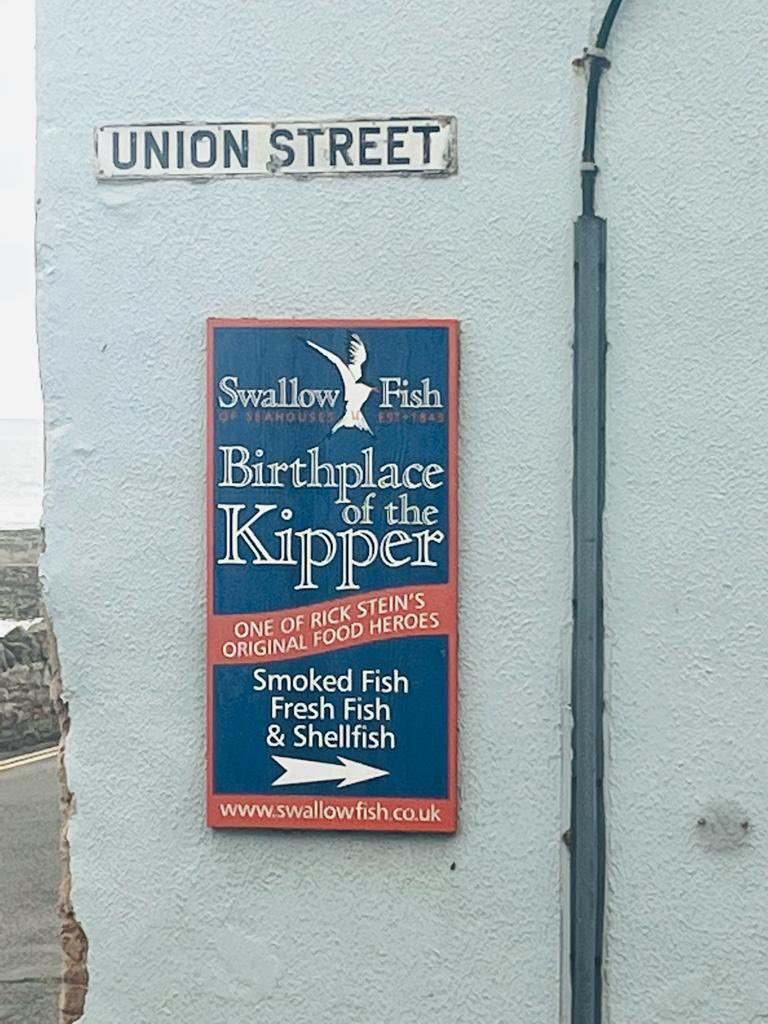 UNION STREET
Swallow Fish
OF SEAHOUSES EST·1843
Birthplace
of the
Kipper
ONE OF RICK STEIN'S
ORIGINAL FOOD HEROES
Smoked Fish
Fresh Fish
& Shellfish
www.swallowfish.co.uk